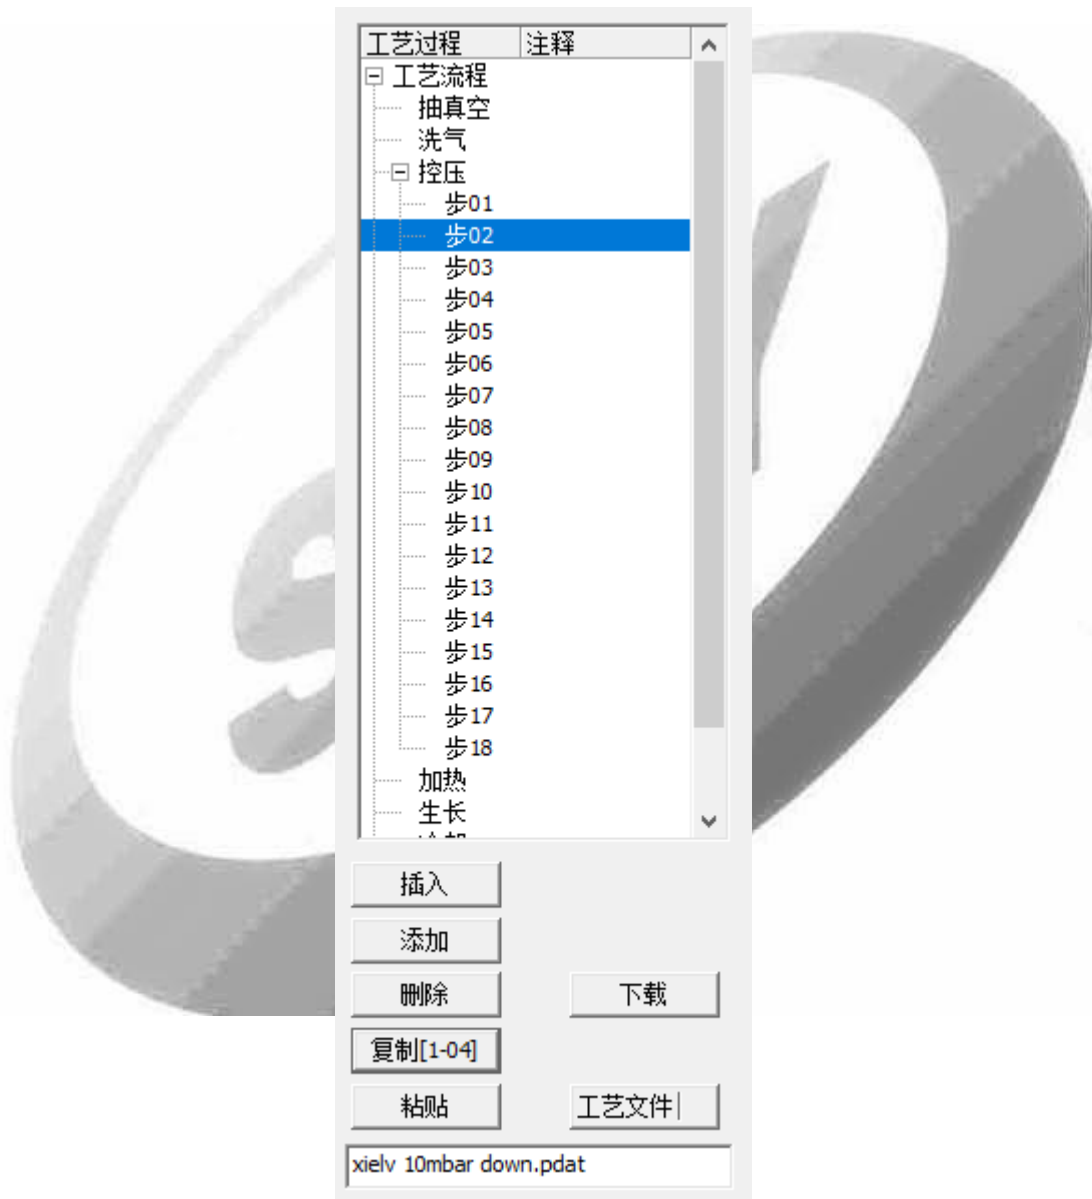 工艺过程 注释
工艺流程
抽真空
洗气
控压
步01
步02
步03
步04
步05
步06
步07
步08
步09
步10
步11
步12
步13
步14
步15
步16
步17
步18
加热
生长
插入
添加
删除 下载
复制[1-04]
粘贴 工艺文件
xielv 10mbar down.pdat